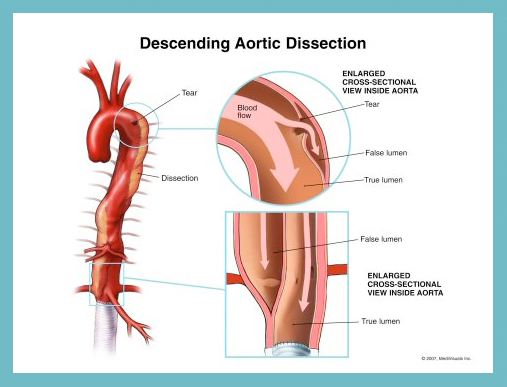 Descending Aortic Dissection
ENLARGED
CROSS-SECTIONAL
VIEW INSIDE AORTA
Tear
Tear
Blood
flow
False lumen
Dissection
True lumen
False lumen
ENLARGED
CROSS-SECTIONAL
VIEW INSIDE AORTA
True lumen
© 2007, MediVisuals Inc.